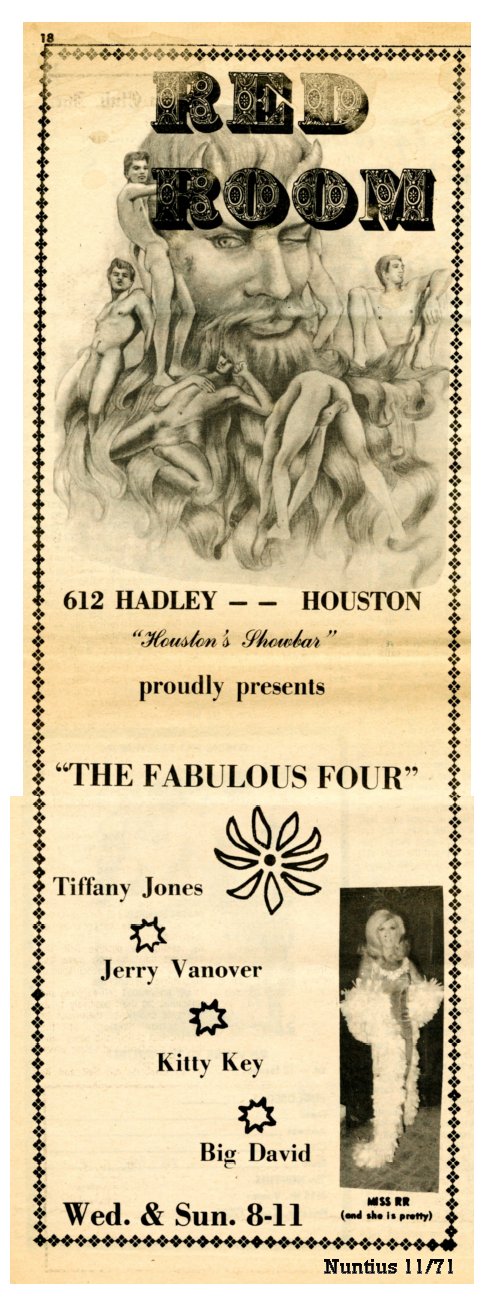 18
RED
ROOM
612 HADLEY – – HOUSTON
“Houston's Showbar”
proudly presents
“THE FABULOUS FOUR”
Tiffany Jones
Jerry Vanover
Kitty Key
Big David
MISS RR
(and she is pretty)
Wed. & Sun. 8-11
Nuntius 11/71